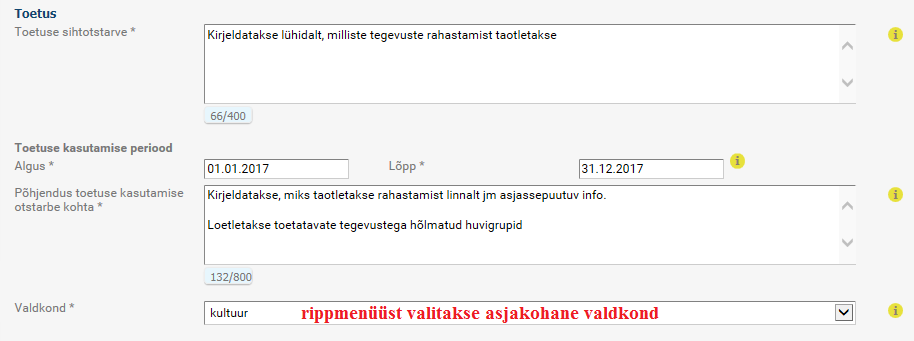 Toetus
Toetuse sihtotstarve *
Kirjeldatakse lühidalt, milliste tegevuste rahastamist taotletakse
66/400
Toetuse kasutamise periood
Algus *
01.01.2017
Lõpp *
31.12.2017
Põhjendus toetuse kasutamise
otstarbe kohta *
Kirjeldatakse, miks taotletakse rahastamist linnalt jm asjassepuutuv info.
Loetletakse toetatavate tegevustega hõlmatud huvigrupid
132/800
Valdkond *
kultuur
rippmenüüst valitakse asjakohane valdkond